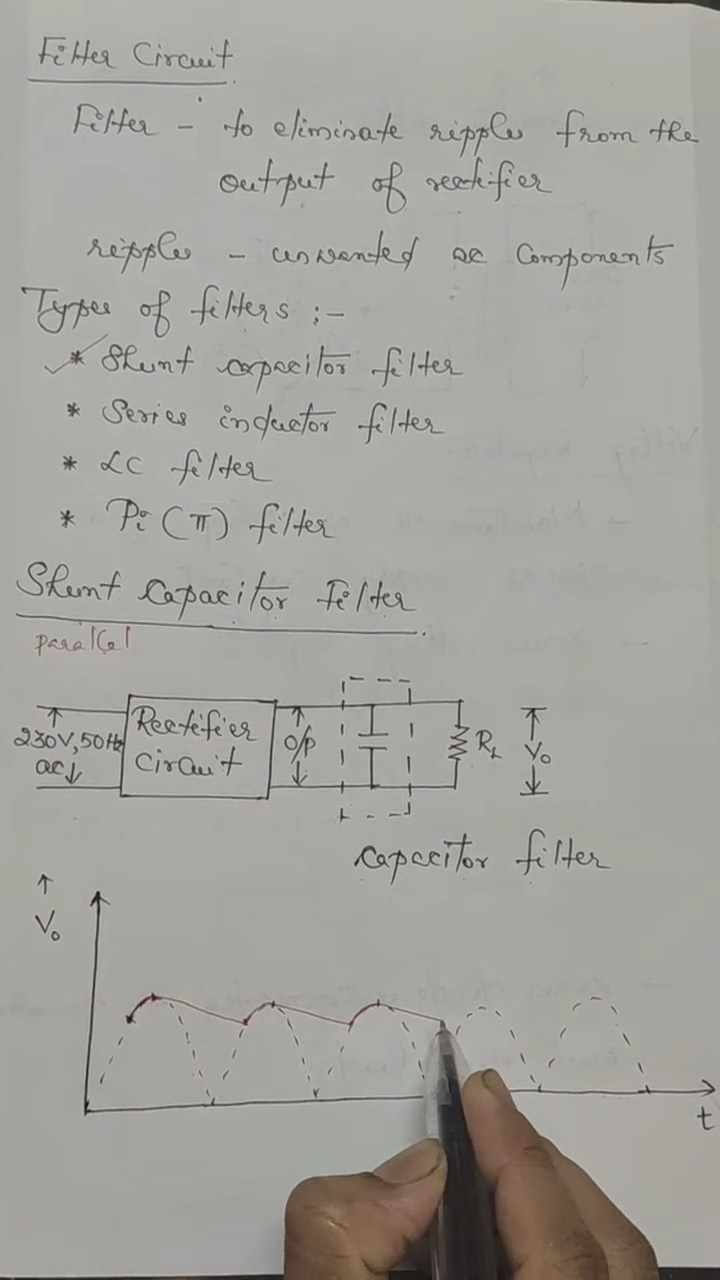 Filter Circuit
Filter - to eliminate ripples from the
output of rectifier
ripples - unwanted ac components
Types of filters :-
* Shunt capacitor filter
* Series inductor filter
* LC filter
* Pi (π) filter
Shunt Capacitor Filter
parallel
230V, 50Hz
ac
Rectifier
Circuit
O/P
RL
Vo
Capacitor filter
Vo
t